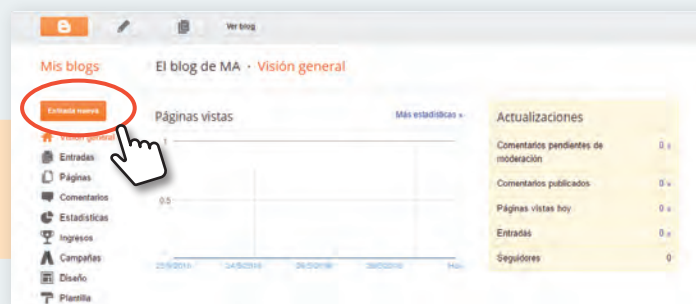 Ver blog
Mis blogs
El blog de MA · Visión general
Entrada nueva
Páginas vistas
Más estadísticas »
Actualizaciones
Visión general
1
Comentarios pendientes de
moderación
0 »
Entradas
Páginas
Comentarios publicados
0 »
Comentarios
0.5
Páginas vistas hoy
0 »
Estadísticas
Ingresos
Entradas
0 »
Campañas
Seguidores
0
Diseño
Plantilla